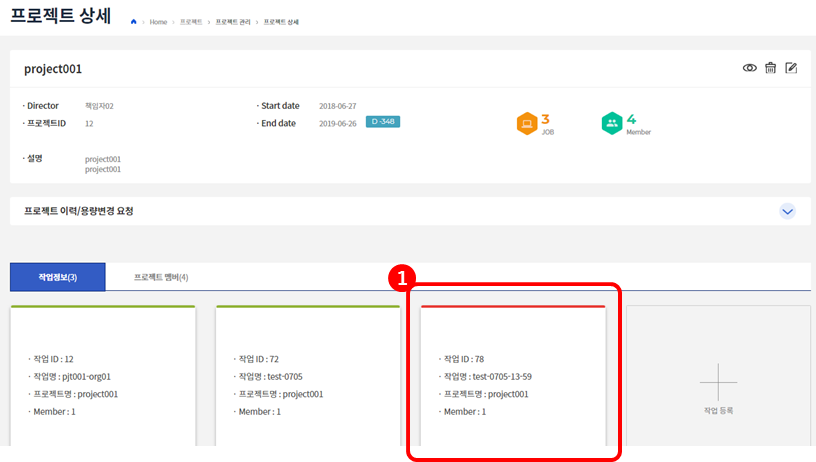 프로젝트 상세
Home > 프로젝트 > 프로젝트 관리 > 프로젝트 상세
project001
· Director 책임자02
· Start date 2018-06-27
· 프로젝트ID 12
· End date 2019-06-26 D -348
3
JOB
4
Member
· 설명 project001
project001
프로젝트 이력/용량변경 요청
작업정보(3)
프로젝트 멤버(4)
1
· 작업 ID : 12
· 작업명 : pjt001-org01
· 프로젝트명 : project001
· Member : 1
· 작업 ID : 72
· 작업명 : test-0705
· 프로젝트명 : project001
· Member : 1
· 작업 ID : 78
· 작업명 : test-0705-13-59
· 프로젝트명 : project001
· Member : 1
작업 등록